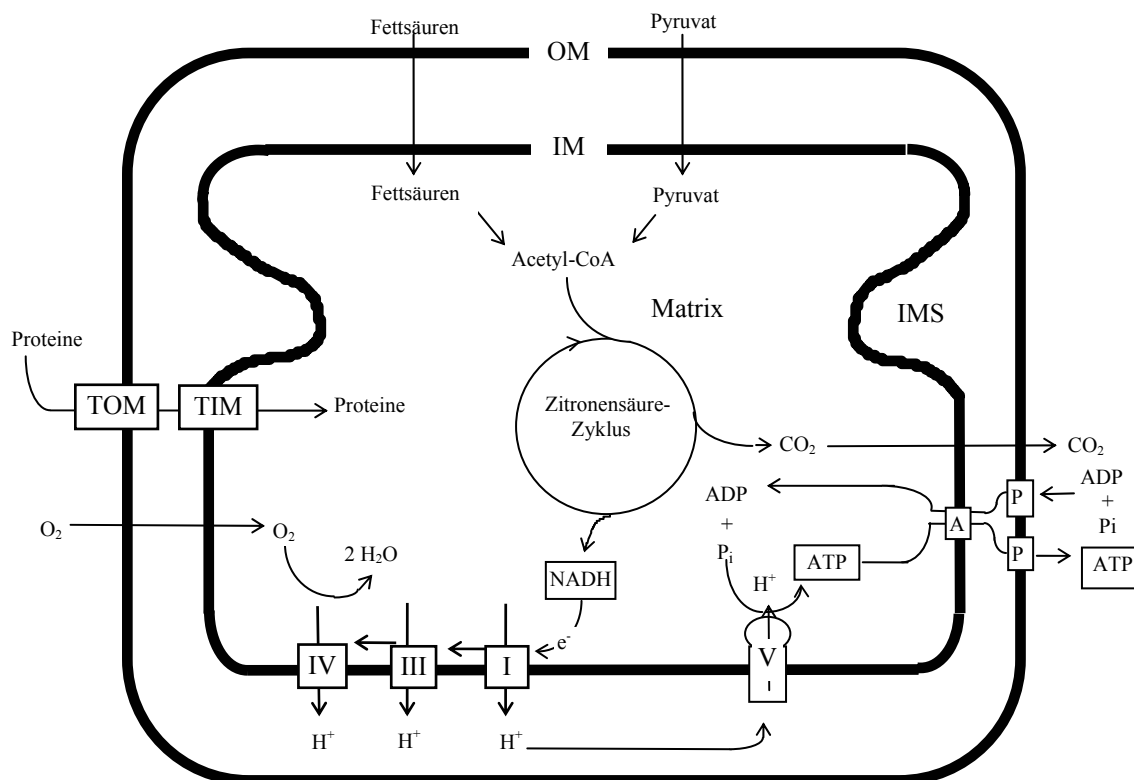 Fettsäuren
Pyruvat
OM
IM
Fettsäuren
Pyruvat
Acetyl-CoA
Matrix
IMS
Proteine
TOM
TIM
Proteine
Zitronensäure-
Zyklus
CO₂
CO₂
O₂
O₂
2 H₂O
NADH
e⁻
ADP
+
Pᵢ
H⁺
ATP
A
P
P
ADP
+
Pi
ATP
IV
III
I
V
H⁺
H⁺
H⁺